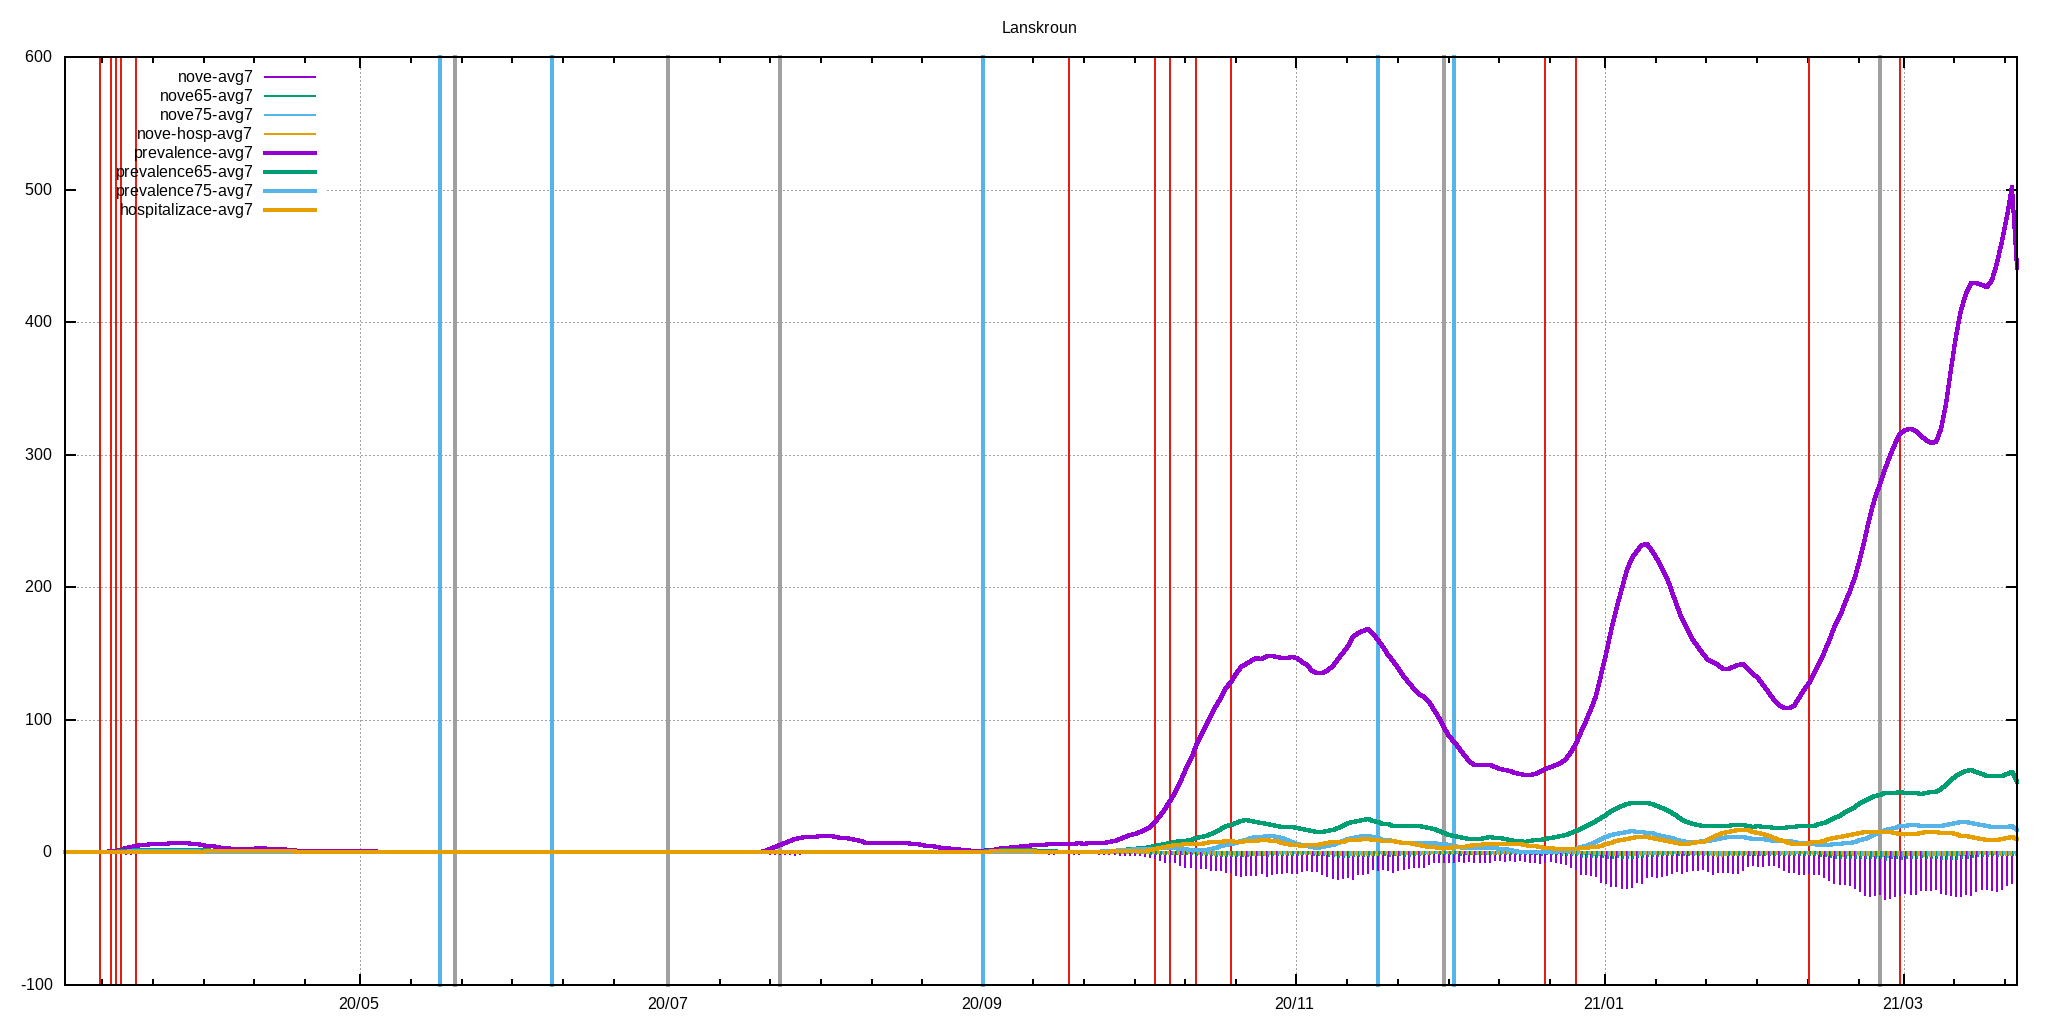 Lanskroun
600
500
400
300
200
100
0
-100
nove-avg7
nove65-avg7
nove75-avg7
nove-hosp-avg7
prevalence-avg7
prevalence65-avg7
prevalence75-avg7
hospitalizace-avg7
20/05 20/07 20/09 20/11 21/01 21/03